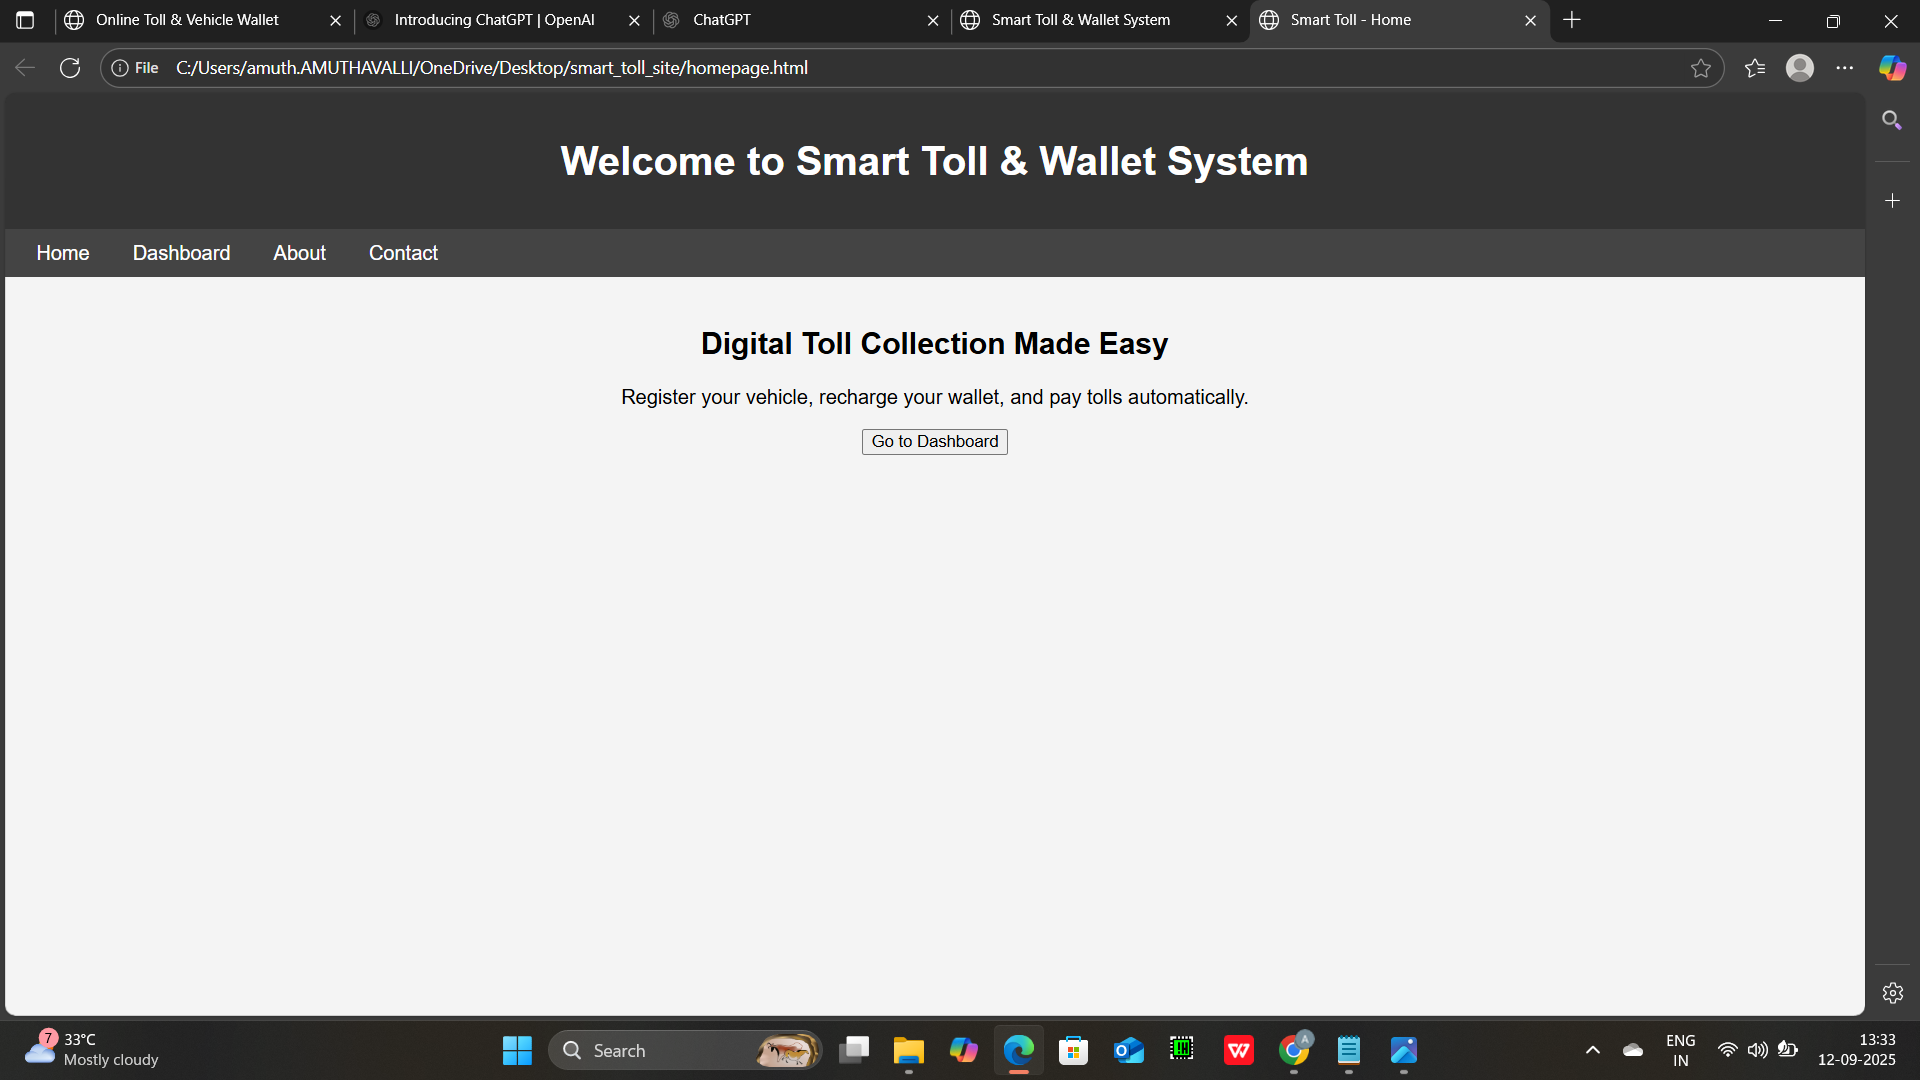 Online Toll & Vehicle Wallet
Introducing ChatGPT | OpenAI
ChatGPT
Smart Toll & Wallet System
Smart Toll - Home
File C:/Users/amuth.AMUTHAVALLI/OneDrive/Desktop/smart_toll_site/homepage.html
Welcome to Smart Toll & Wallet System
Home Dashboard About Contact
Digital Toll Collection Made Easy
Register your vehicle, recharge your wallet, and pay tolls automatically.
Go to Dashboard
7
33°C
Mostly cloudy
Search
A
ENG
IN
13:33
12-09-2025